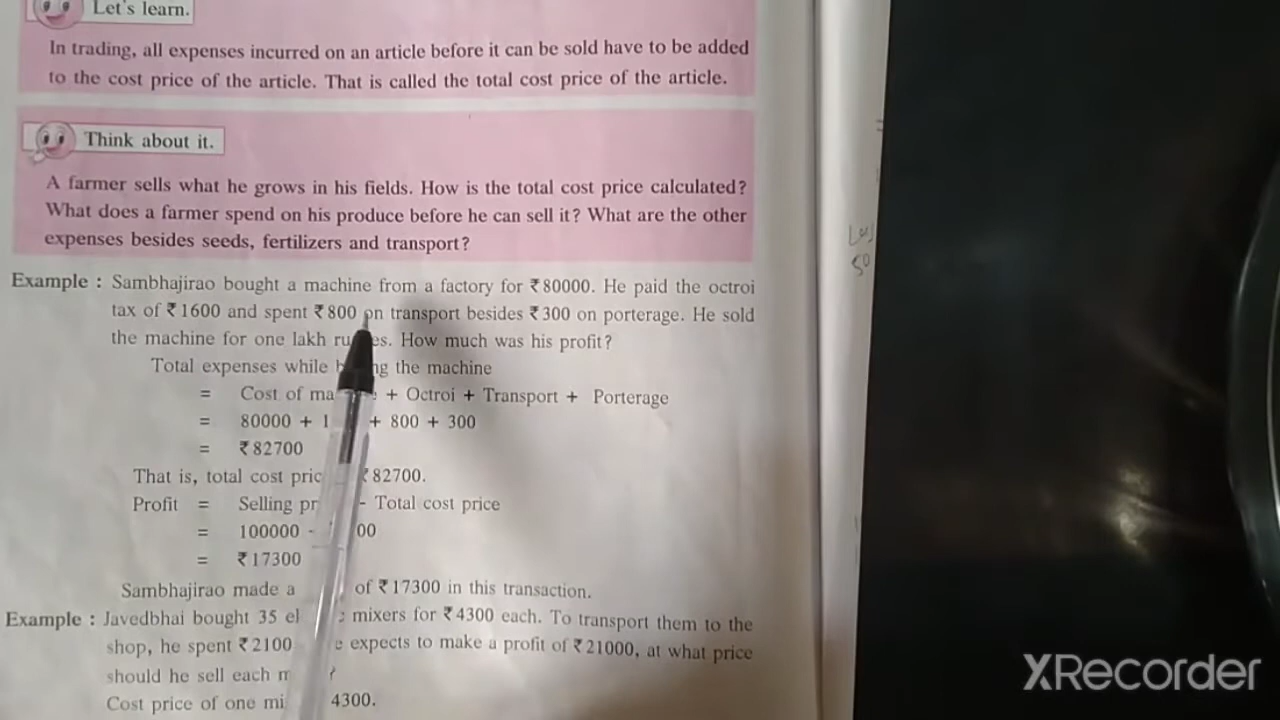 Let's learn.
In trading, all expenses incurred on an article before it can be sold have to be added
to the cost price of the article. That is called the total cost price of the article.
Think about it.
A farmer sells what he grows in his fields. How is the total cost price calculated?
What does a farmer spend on his produce before he can sell it? What are the other
expenses besides seeds, fertilizers and transport?
Example : Sambhajirao bought a machine from a factory for ₹80000. He paid the octroi
tax of ₹1600 and spent ₹800 on transport besides ₹300 on porterage. He sold
the machine for one lakh. How much was his profit?
Total expenses while the machine
= Cost of + Octroi + Transport + Porterage
= 80000 + + 800 + 300
= ₹82700
That is, total cost ₹82700.
Profit = Selling - Total cost price
= 100000 -
= ₹17300
Sambhajirao made a of ₹17300 in this transaction.
Example : Javedbhai bought 35 mixers for ₹4300 each. To transport them to the
shop, he spent ₹2100 expects to make a profit of ₹21000, at what price
should he sell each ?
Cost price of one 4300.
XRecorder